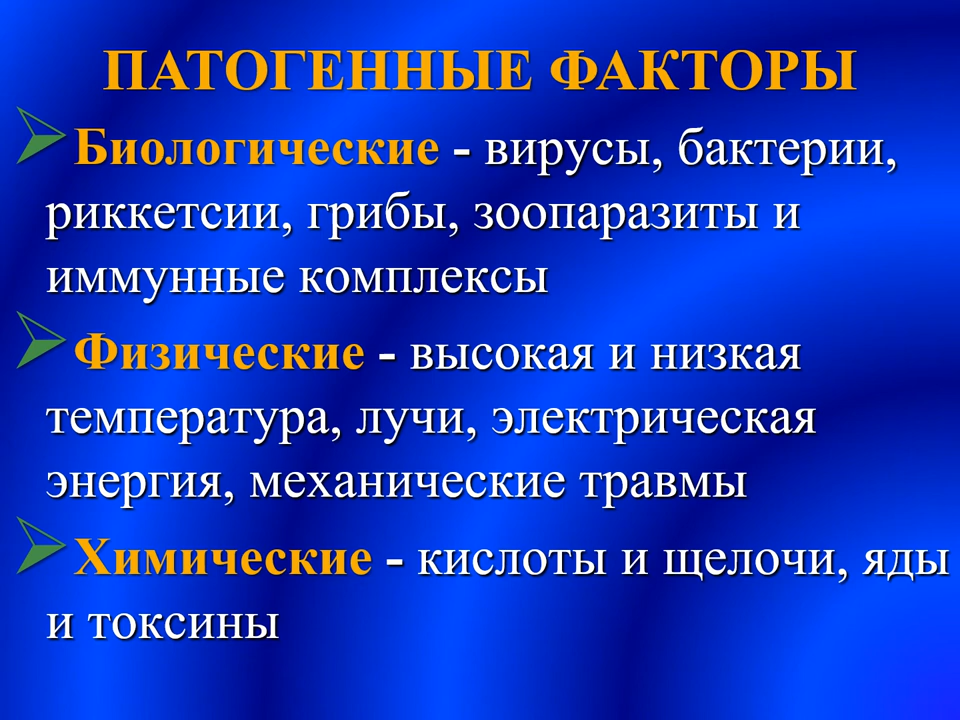 ПАТОГЕННЫЕ ФАКТОРЫ
Биологические - вирусы, бактерии,
риккетсии, грибы, зоопаразиты и
иммунные комплексы
Физические - высокая и низкая
температура, лучи, электрическая
энергия, механические травмы
Химические - кислоты и щелочи, яды
и токсины